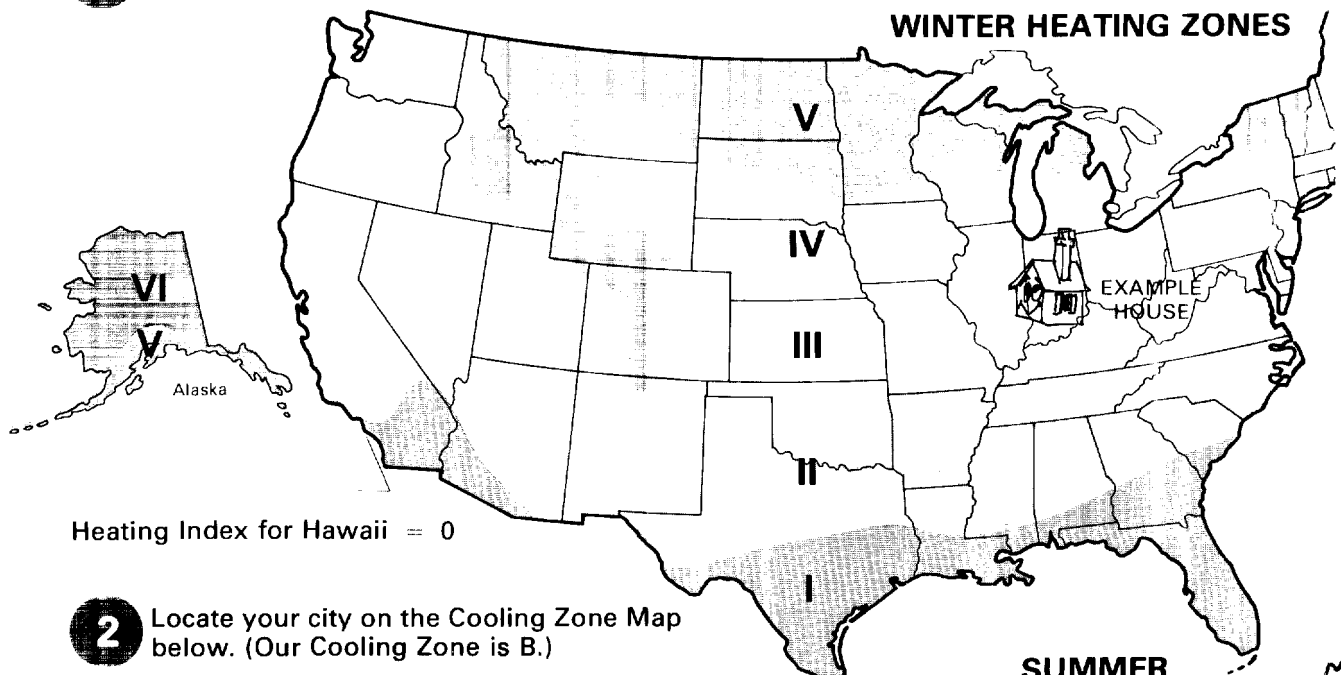 WINTER HEATING ZONES
V
IV
VI
EXAMPLE
HOUSE
V
III
Alaska
II
Heating Index for Hawaii = 0
I
2 Locate your city on the Cooling Zone Map
below. (Our Cooling Zone is B.)
SUMMER